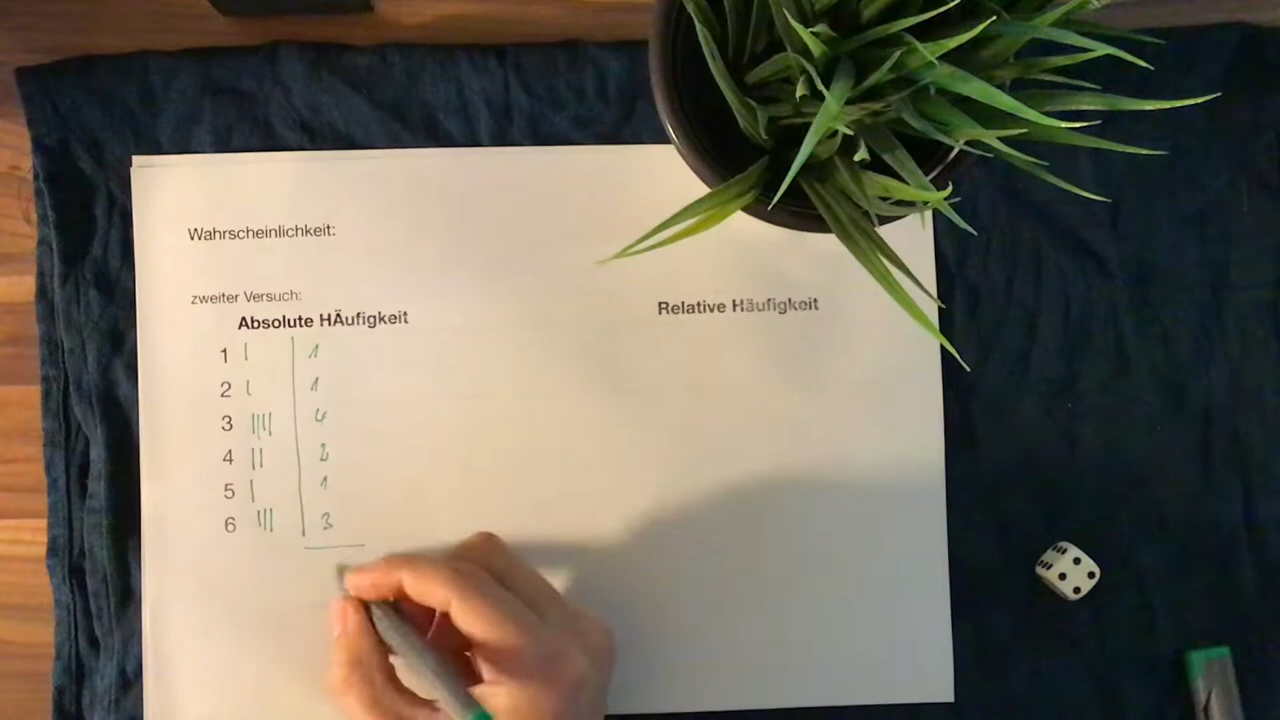 Wahrscheinlichkeit:
zweiter Versuch:
Absolute HÄufigkeit
Relative Häufigkeit
1 | 1
2 | 1
3 |||| 4
4 || 2
5 | 1
6 ||| 3